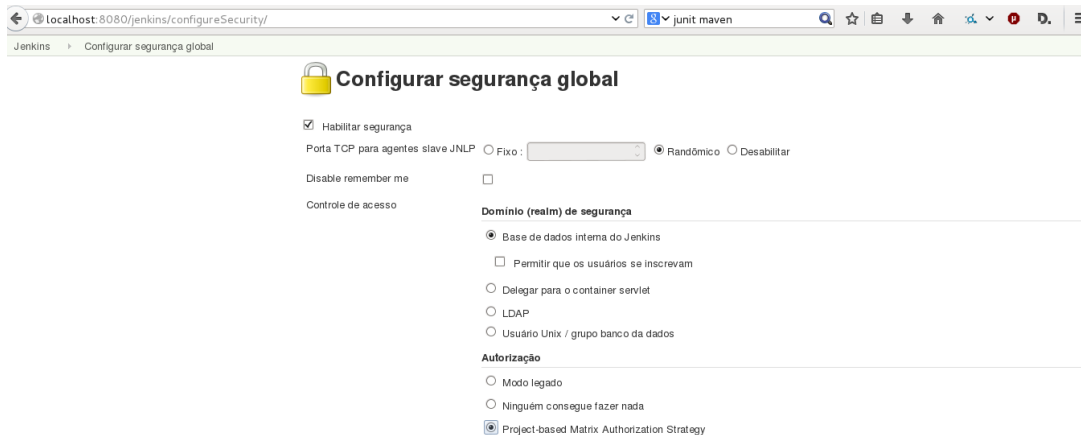 localhost:8080/jenkins/configureSecurity/
8 junit maven
D.
Jenkins Configurar segurança global
Configurar segurança global
Habilitar segurança
Porta TCP para agentes slave JNLP Fixo : Randômico Desabilitar
Disable remember me
Controle de acesso
Domínio (realm) de segurança
Base de dados interna do Jenkins
Permitir que os usuários se inscrevam
Delegar para o container servlet
LDAP
Usuário Unix / grupo banco da dados
Autorização
Modo legado
Ninguém consegue fazer nada
Project-based Matrix Authorization Strategy